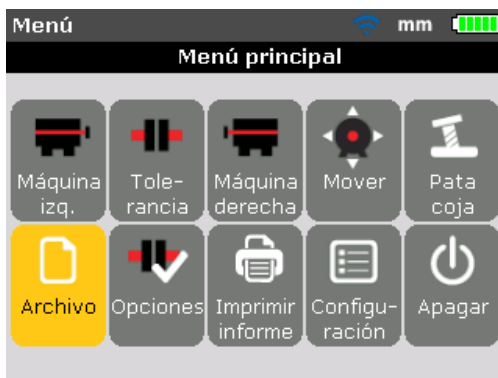 Menú mm
Menú principal
Máquina izq.
Tole-
rancia
Máquina derecha
Mover
Pata coja
Archivo
Opciones
Imprimir informe
Configu-
ración
Apagar